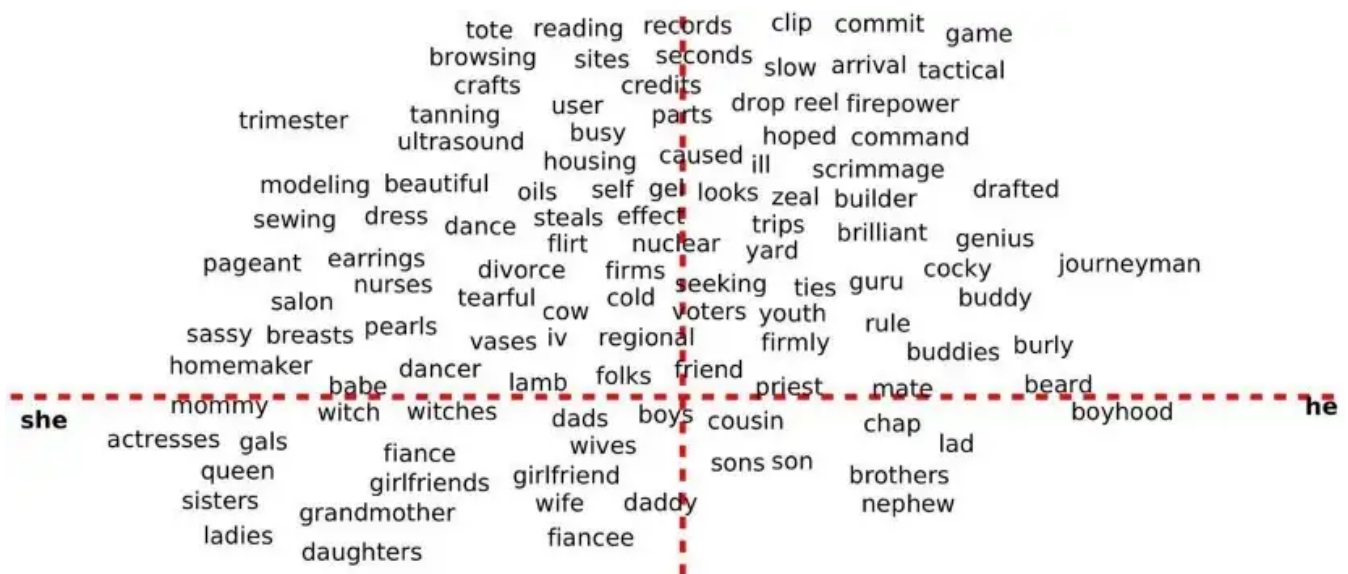 tote reading records clip commit game
browsing sites seconds slow arrival tactical
crafts credits
trimester tanning user parts drop reel firepower
ultrasound busy hoped command
housing caused ill scrimmage
modeling beautiful oils self gel looks zeal builder drafted
sewing dress dance steals effect trips brilliant genius
flirt nuclear yard
pageant earrings divorce firms seeking ties guru cocky journeyman
salon nurses tearful cold voters youth buddy
cow
sassy breasts pearls vases iv regional firmly rule buddies burly
homemaker dancer lamb folks friend
babe priest mate beard
she mommy witch witches dads boys cousin chap boyhood he
actresses gals fiance wives lad
queen girlfriends girlfriend sons son brothers
sisters grandmother wife daddy nephew
ladies daughters fiancee